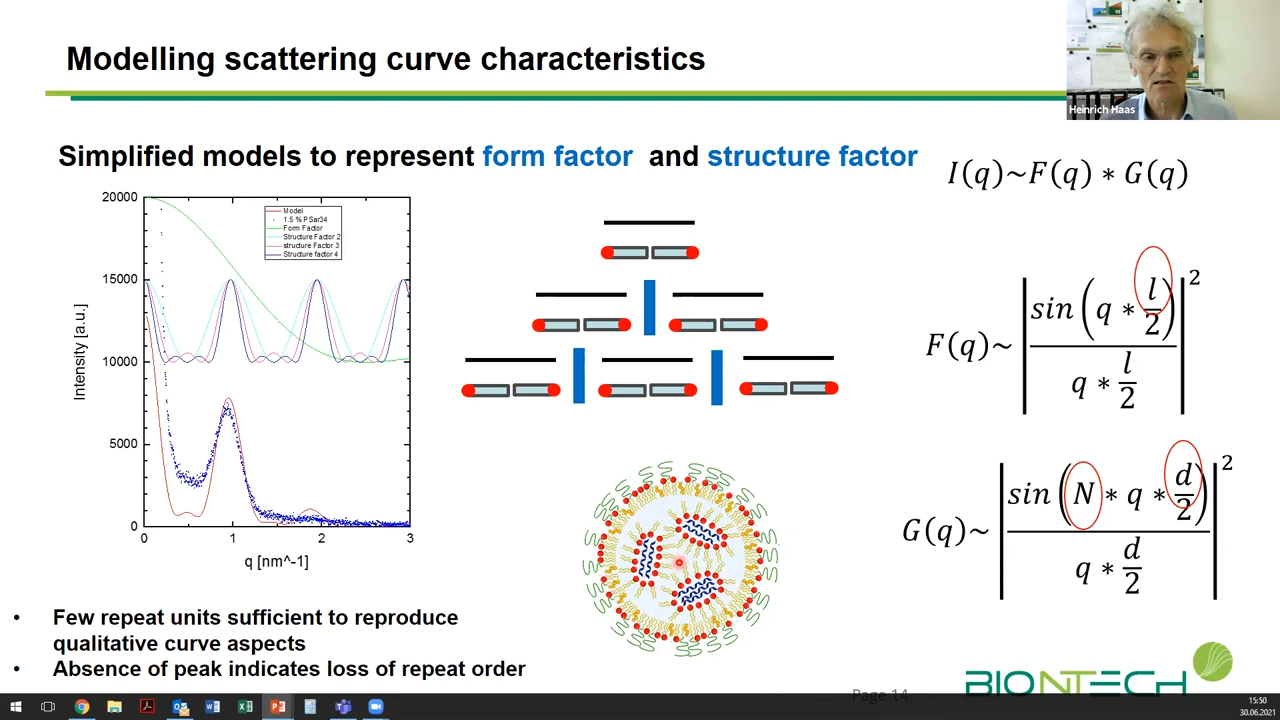 Modelling scattering curve characteristics
Heinrich Haas
Simplified models to represent form factor and structure factor
I(q)~F(q) * G(q)
20000
15000
10000
5000
0
Intensity [a.u.]
Model
1.5 % PSar34
Form Factor
Structure Factor 2
structure Factor 3
Structure factor 4
0 1 2 3
q [nm^-1]
F(q)~ |sin (q * l/2) / q * l/2|²
G(q)~ |sin (N * q * d/2) / q * d/2|²
• Few repeat units sufficient to reproduce
qualitative curve aspects
• Absence of peak indicates loss of repeat order
BIONTECH
Page 14
15:50
30.06.2021